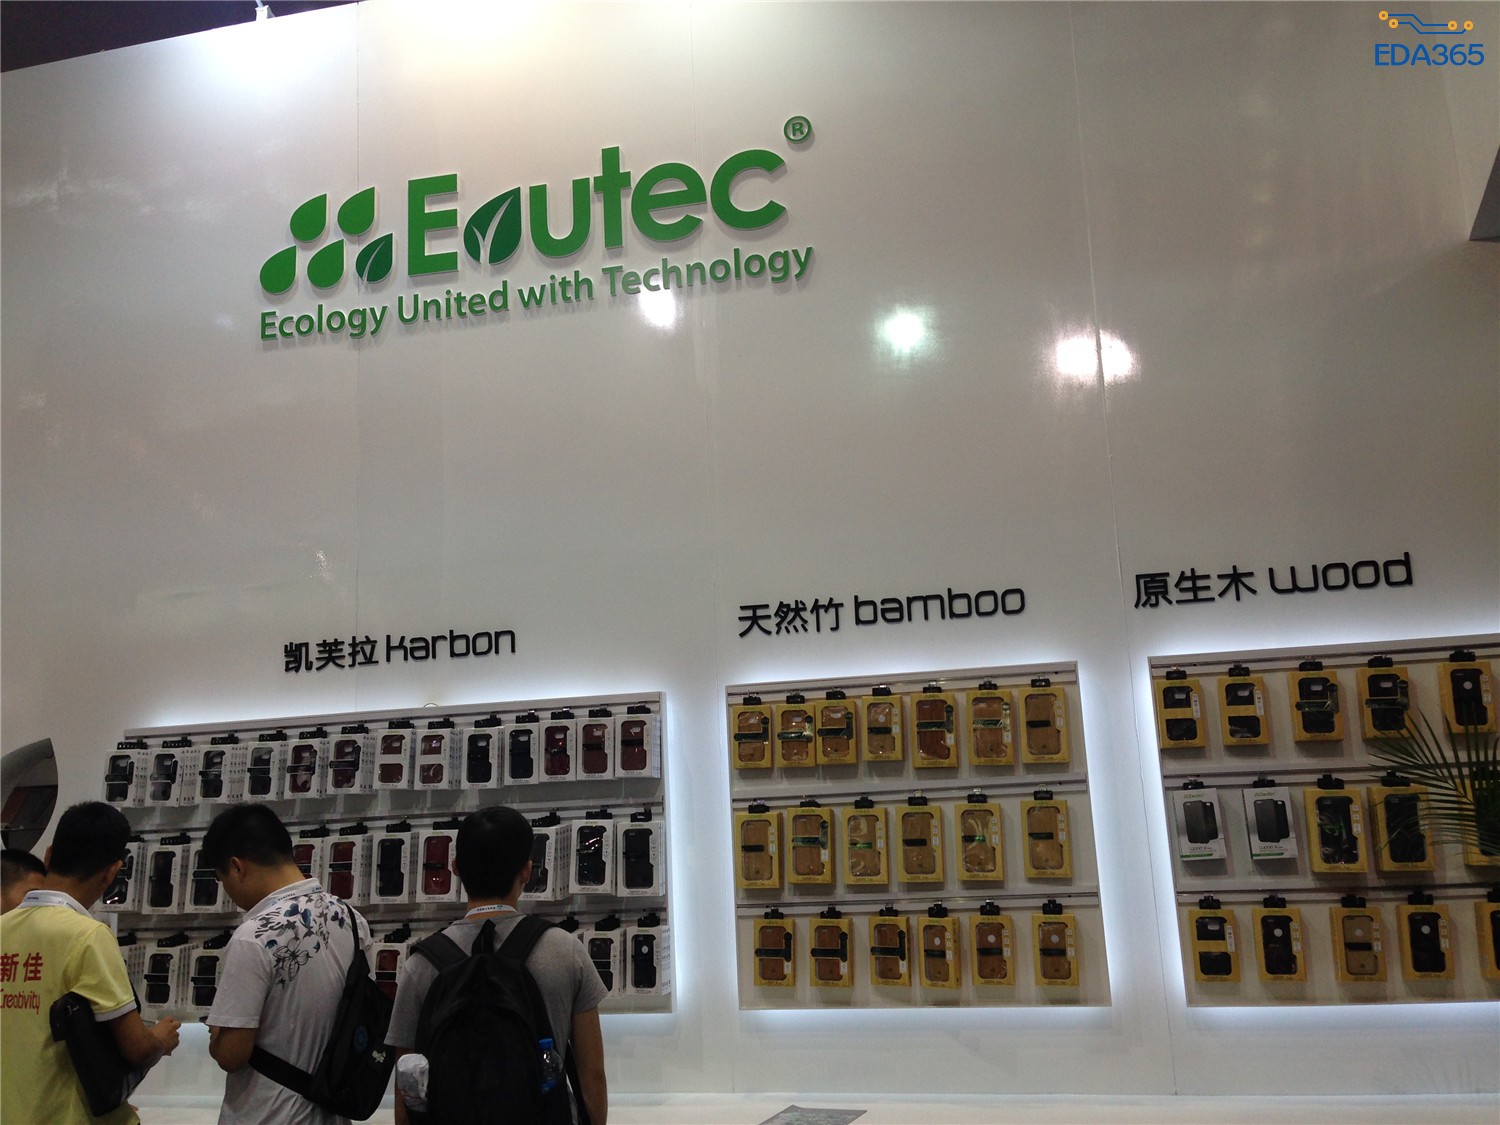 EDA365
Eautec®
Ecology United with Technology
原生木 wood
天然竹 bamboo
凯芙拉 Karbon
新佳
Creativity